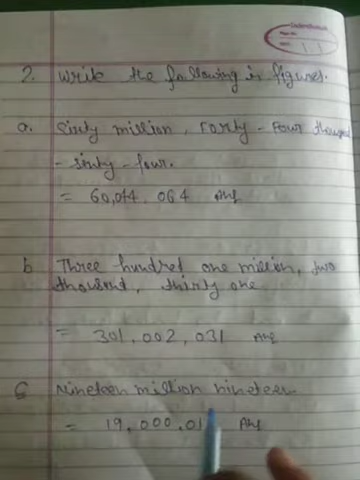 2. Write the following in figures.
a. Sixty million, Forty-Four thousand
- sixty-four.
= 60,044,064 Ans
b Three hundred one million, two
thousand, thirty one
= 301,002,031 Ans
C Nineteen million nineteen
= 19,000,01 Ans